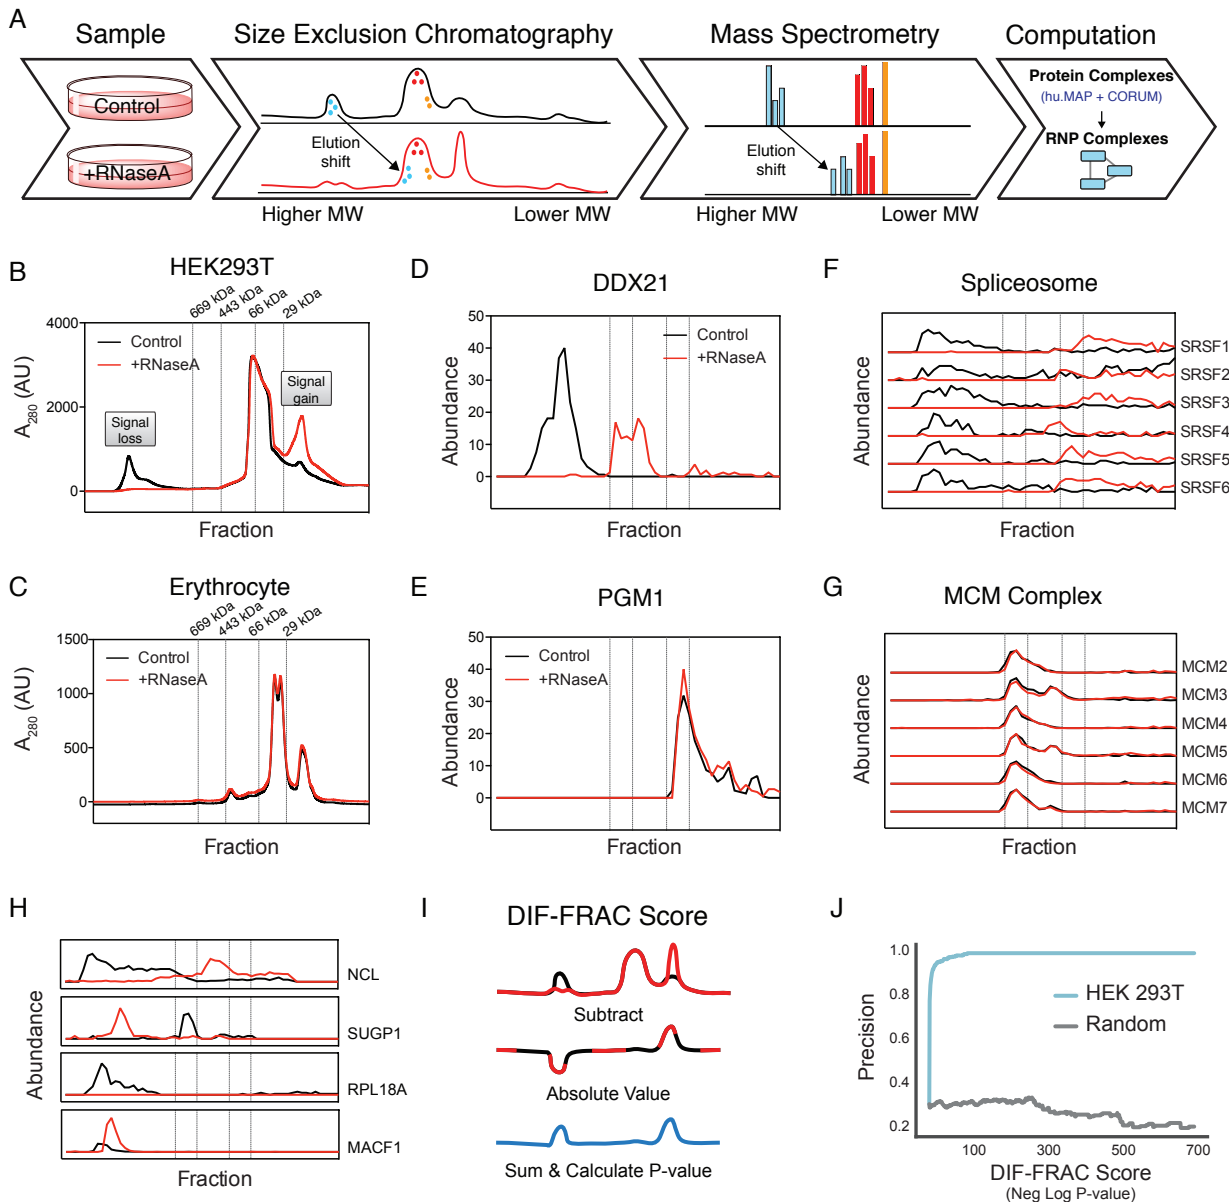 A
Sample
Size Exclusion Chromatography
Mass Spectrometry
Computation
Control
+RNaseA
Elution
shift
Higher MW
Lower MW
Elution
shift
Higher MW
Lower MW
Protein Complexes
(hu.MAP + CORUM)
RNP Complexes
B
HEK293T
669 kDa
443 kDa
66 kDa
29 kDa
4000
2000
0
A280 (AU)
Control
+RNaseA
Signal
loss
Signal
gain
Fraction
C
Erythrocyte
669 kDa
443 kDa
66 kDa
29 kDa
1500
1000
500
0
A280 (AU)
Control
+RNaseA
Fraction
D
DDX21
50
40
30
20
10
0
Abundance
Control
+RNaseA
Fraction
E
PGM1
50
40
30
20
10
0
Abundance
Control
+RNaseA
Fraction
F
Spliceosome
Abundance
SRSF1
SRSF2
SRSF3
SRSF4
SRSF5
SRSF6
Fraction
G
MCM Complex
Abundance
MCM2
MCM3
MCM4
MCM5
MCM6
MCM7
Fraction
H
Abundance
NCL
SUGP1
RPL18A
MACF1
Fraction
I
DIF-FRAC Score
Subtract
Absolute Value
Sum & Calculate P-value
J
1.0
0.8
0.6
0.4
0.2
Precision
HEK 293T
Random
100
300
500
700
DIF-FRAC Score
(Neg Log P-value)